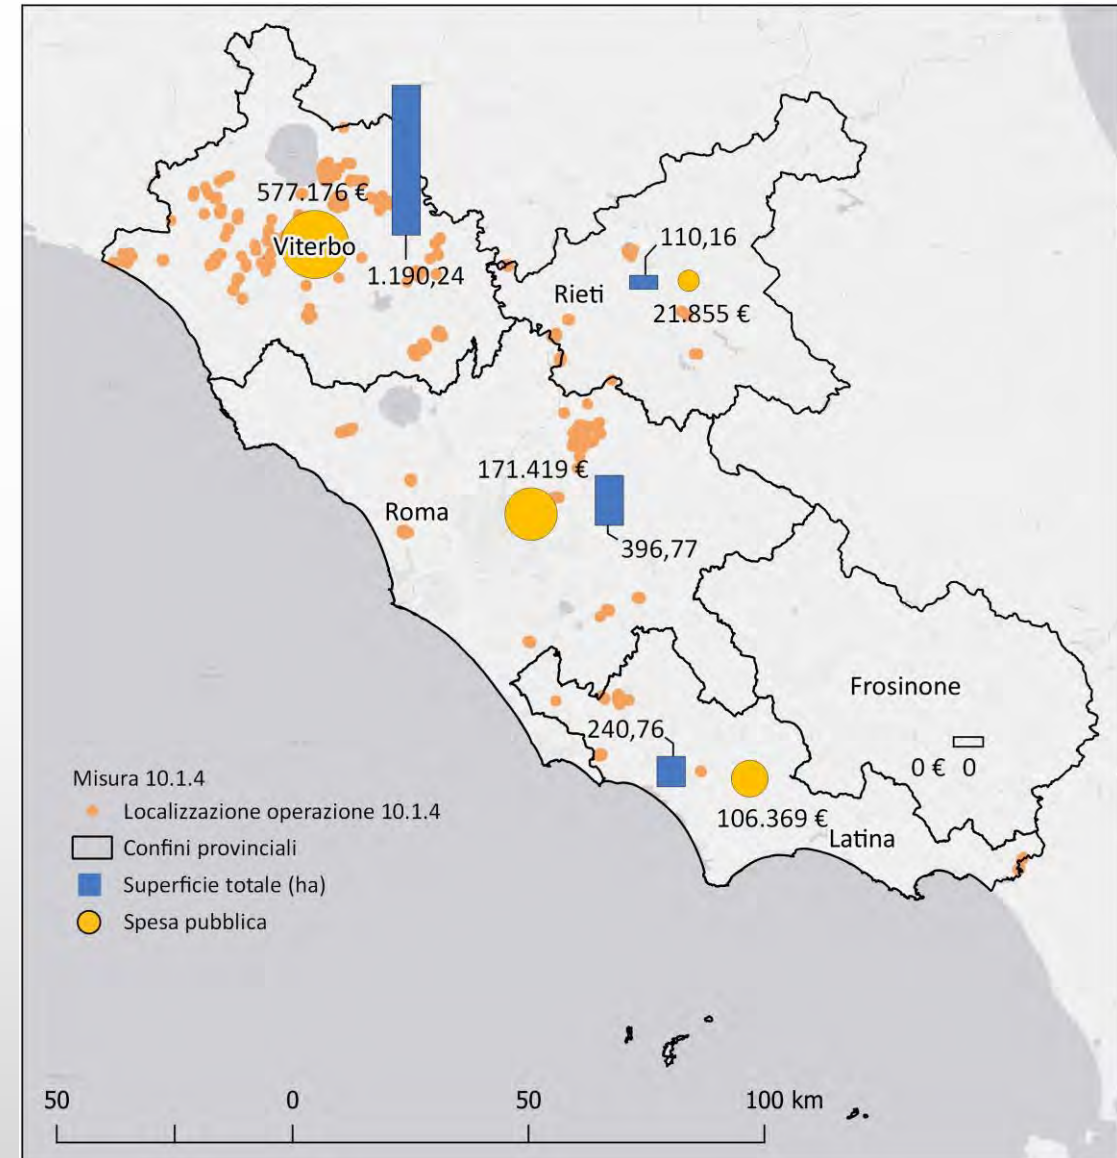 577.176 €
Viterbo
1.190,24
110,16
Rieti
21.855 €
171.419 €
Roma
396,77
Frosinone
240,76
0 € 0
106.369 €
Latina
Misura 10.1.4
Localizzazione operazione 10.1.4
Confini provinciali
Superficie totale (ha)
Spesa pubblica
50 0 50 100 km